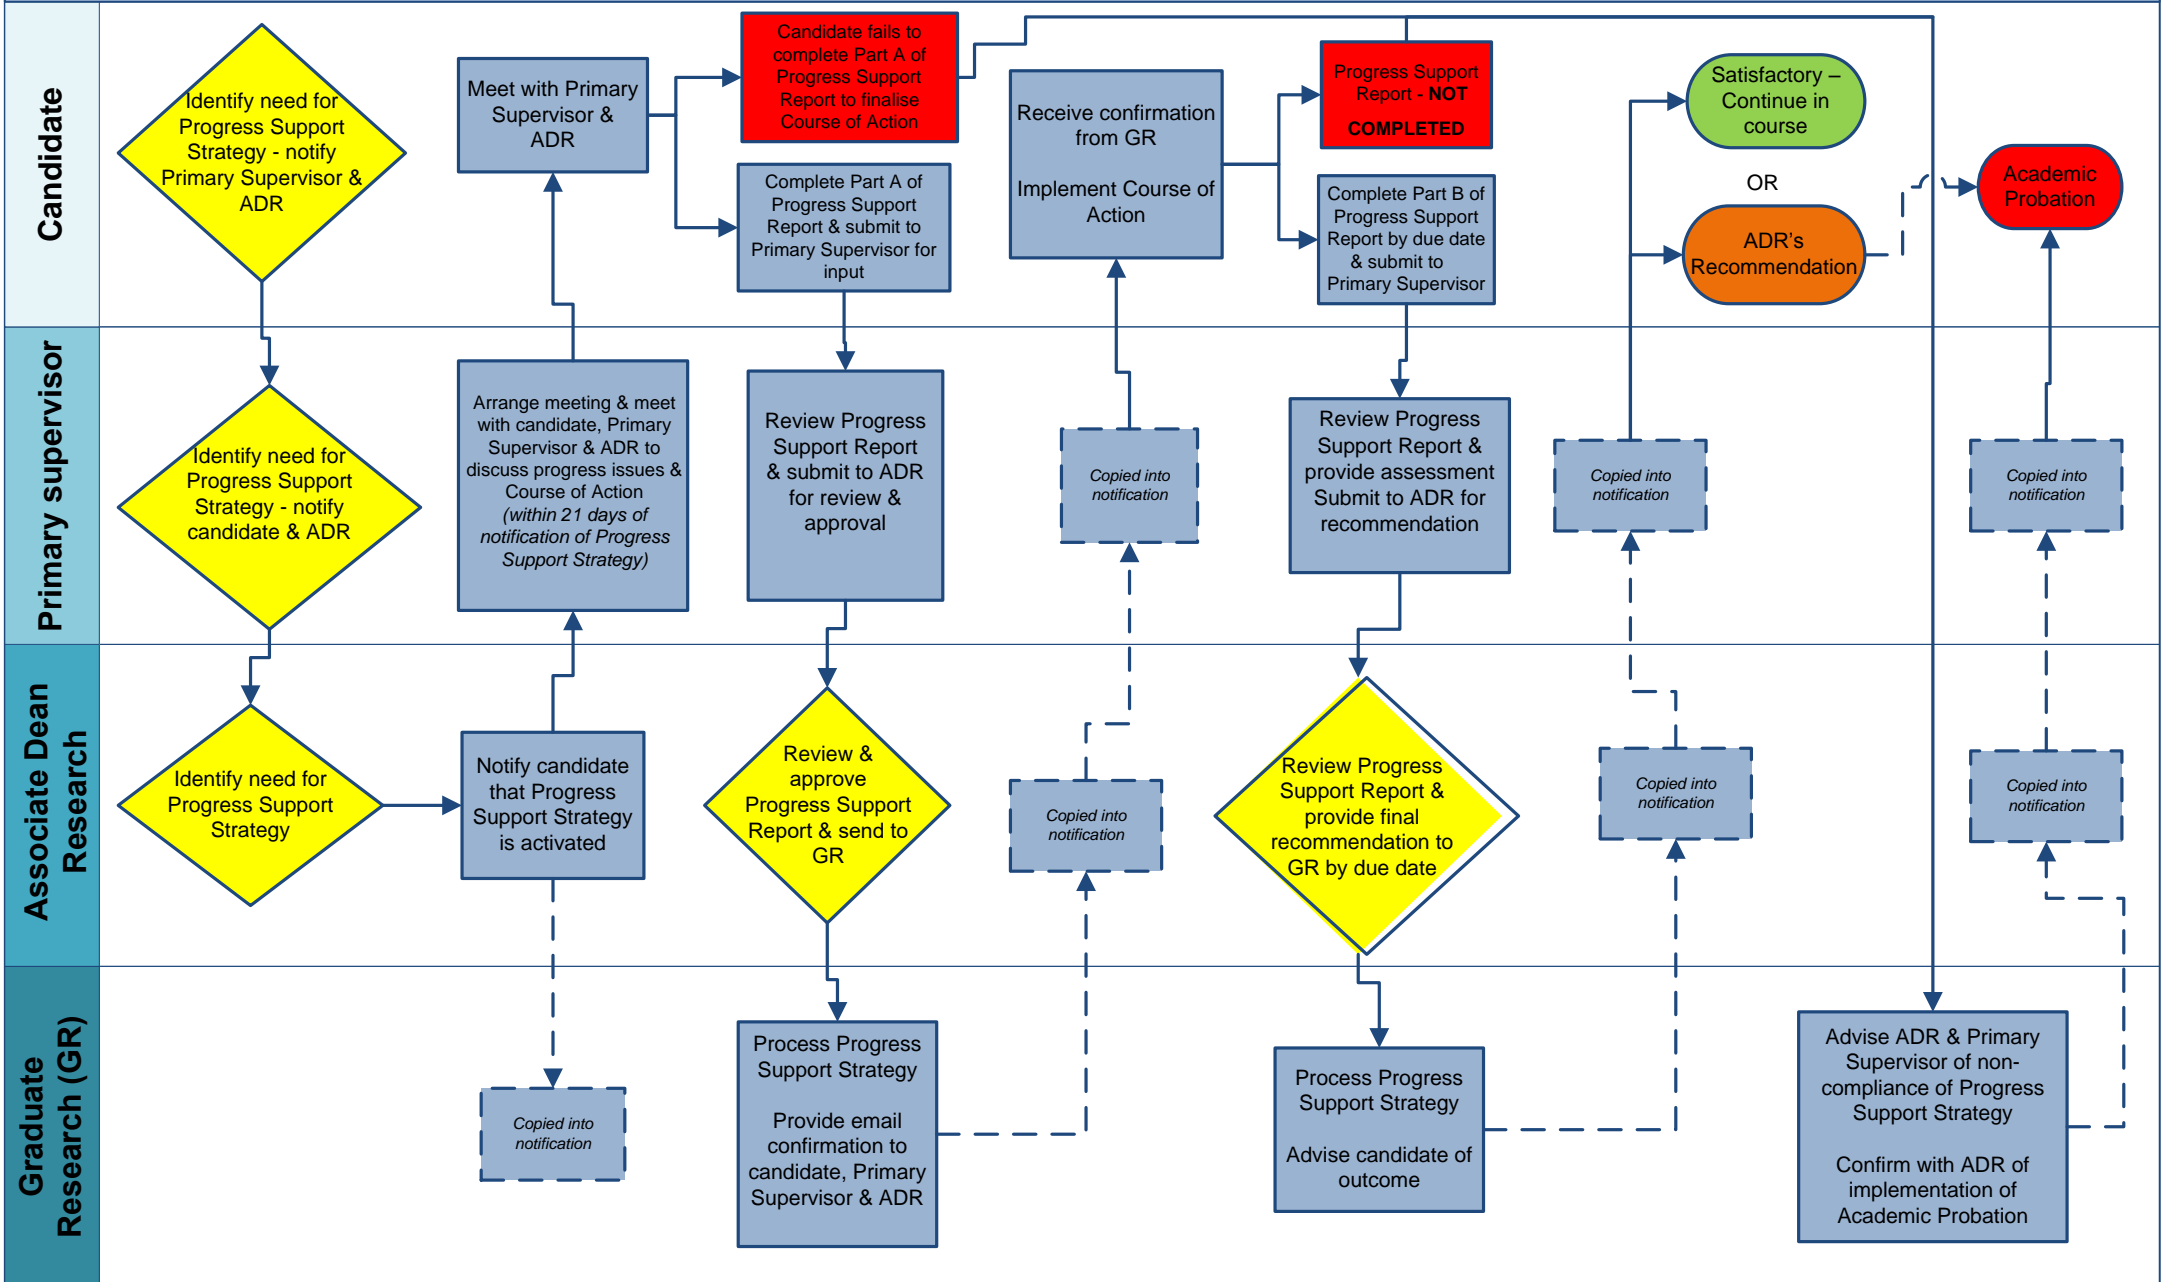 Candidate
Identify need for
Progress Support
Strategy - notify
Primary Supervisor &
ADR
Meet with Primary
Supervisor &
ADR
Candidate fails to
complete Part A of
Progress Support
Report to finalise
Course of Action
Complete Part A of
Progress Support
Report & submit to
Primary Supervisor for
input
Receive confirmation
from GR
Implement Course of
Action
Progress Support
Report - NOT
COMPLETED
Complete Part B of
Progress Support
Report by due date
& submit to
Primary Supervisor
Satisfactory –
Continue in
course
OR
ADR's
Recommendation
Academic
Probation
Primary supervisor
Identify need for
Progress Support
Strategy - notify
candidate & ADR
Arrange meeting & meet
with candidate, Primary
Supervisor & ADR to
discuss progress issues &
Course of Action
(within 21 days of
notification of Progress
Support Strategy)
Review Progress
Support Report
& submit to ADR
for review &
approval
Copied into
notification
Review Progress
Support Report &
provide assessment
Submit to ADR for
recommendation
Copied into
notification
Copied into
notification
Associate Dean
Research
Identify need for
Progress Support
Strategy
Notify candidate
that Progress
Support Strategy
is activated
Review &
approve
Progress Support
Report & send to
GR
Copied into
notification
Review Progress
Support Report &
provide final
recommendation to
GR by due date
Copied into
notification
Copied into
notification
Graduate
Research (GR)
Copied into
notification
Process Progress
Support Strategy
Provide email
confirmation to
candidate, Primary
Supervisor & ADR
Process Progress
Support Strategy
Advise candidate of
outcome
Advise ADR & Primary
Supervisor of non-
compliance of Progress
Support Strategy
Confirm with ADR of
implementation of
Academic Probation